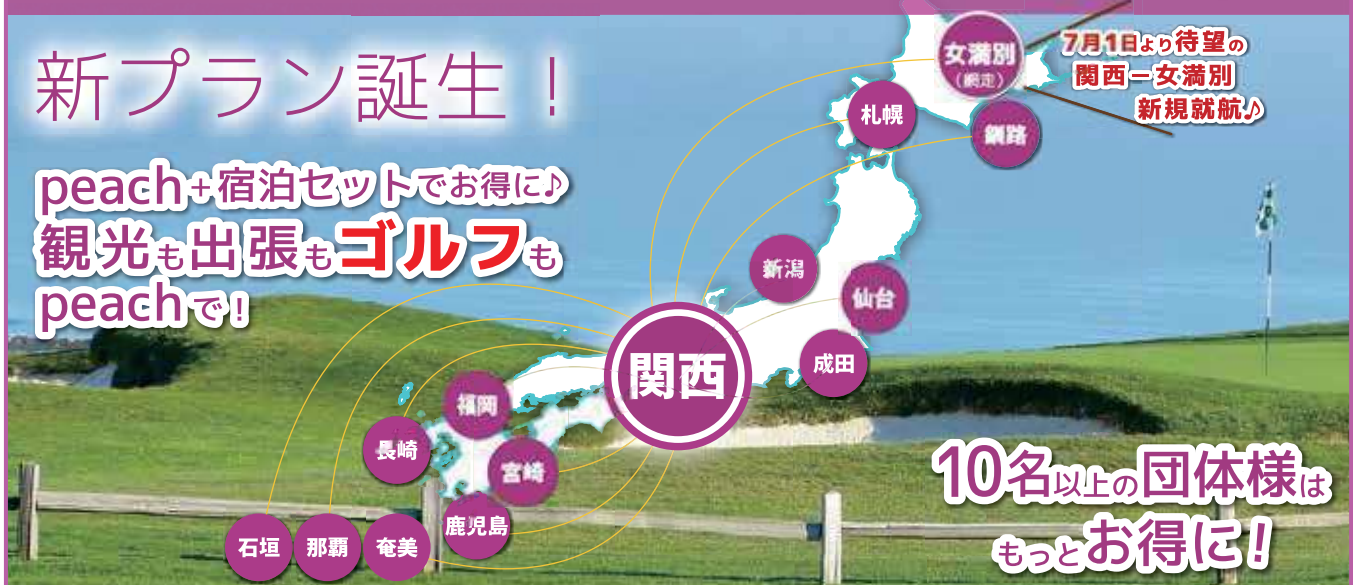 新プラン誕生！
peach+宿泊セットでお得に♪
観光も出張もゴルフも
peachで！
7月1日より待望の
関西－女満別
新規就航♪
女満別
（網走）
札幌
釧路
新潟
仙台
成田
関西
福岡
長崎
宮崎
鹿児島
石垣
那覇
奄美
10名以上の団体様は
もっとお得に！